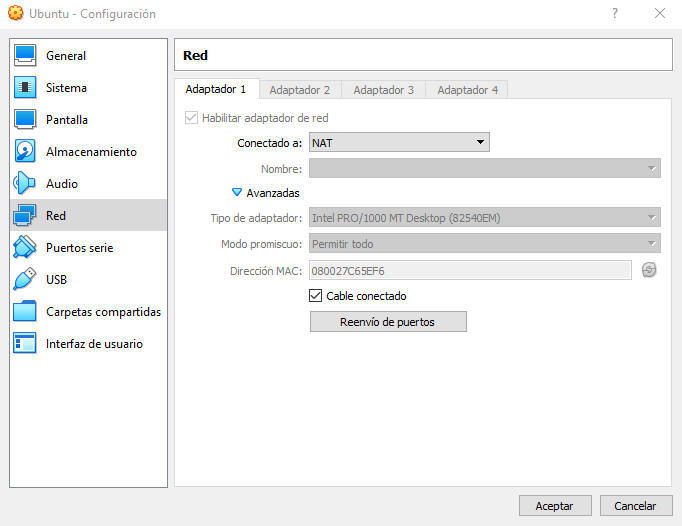 Ubuntu - Configuración
?
General
Sistema
Pantalla
Almacenamiento
Audio
Red
Puertos serie
USB
Carpetas compartidas
Interfaz de usuario
Red
Adaptador 1 Adaptador 2 Adaptador 3 Adaptador 4
Habilitar adaptador de red
Conectado a: NAT
Nombre:
Avanzadas
Tipo de adaptador: Intel PRO/1000 MT Desktop (82540EM)
Modo promiscuo: Permitir todo
Dirección MAC: 080027C65EF6
Cable conectado
Reenvío de puertos
Aceptar Cancelar